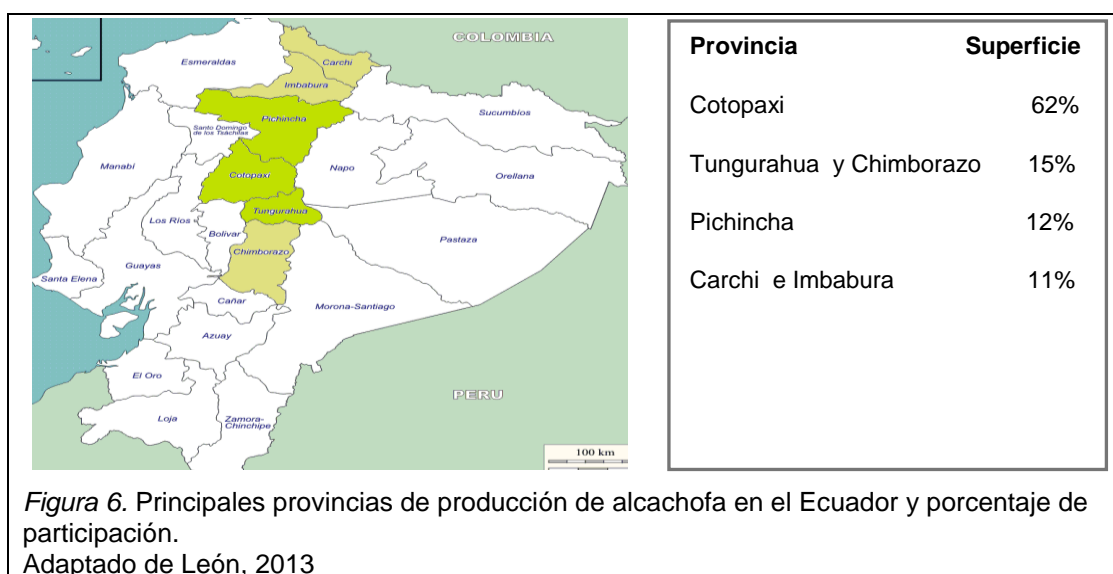 COLOMBIA
Esmeraldas
Carchi
Imbabura
Pichincha
Sucumbios
Santo Domingo
de los Tsáchilas
Manabí
Cotopaxi
Napo
Orellana
Tungurahua
Los Ríos
Bolívar
Pastaza
Chimborazo
Guayas
Santa Elena
Cañar
Morona-Santiago
Azuay
El Oro
PERU
Loja
Zamora-
Chinchipe
100 km
Provincia Superficie
Cotopaxi 62%
Tungurahua y Chimborazo 15%
Pichincha 12%
Carchi e Imbabura 11%
Figura 6. Principales provincias de producción de alcachofa en el Ecuador y porcentaje de
participación.
Adaptado de León, 2013